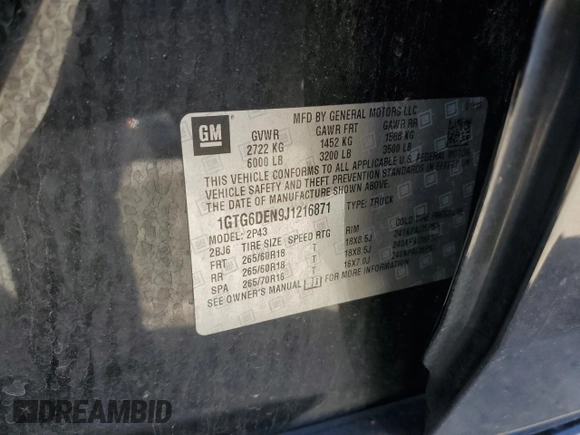 MFD BY GENERAL MOTORS LLC
GM
GVWR GAWR FRT GAWR RR
2722 KG 1452 KG 1588 KG
6000 LB 3200 LB 3500 LB
THIS VEHICLE CONFORMS TO ALL APPLICABLE U.S. FEDERAL
VEHICLE SAFETY AND THEFT PREVENTION STANDARDS IN EFFECT ON
THE DATE OF MANUFACTURE SHOWN ABOVE.
1GTG6DEN9J1216871 TYPE: TRUCK
MODEL: 2P43
2BJ6 TIRE SIZE SPEED RTG RIM COLD TIRE PRESSURE
FRT 265/60R18 T 18X8.5J
RR 265/60R18 T 18X8.5J
SPA 265/70R16 T 16X7.0J
SEE OWNER'S MANUAL FOR MORE INFORMATION
DREAMBID